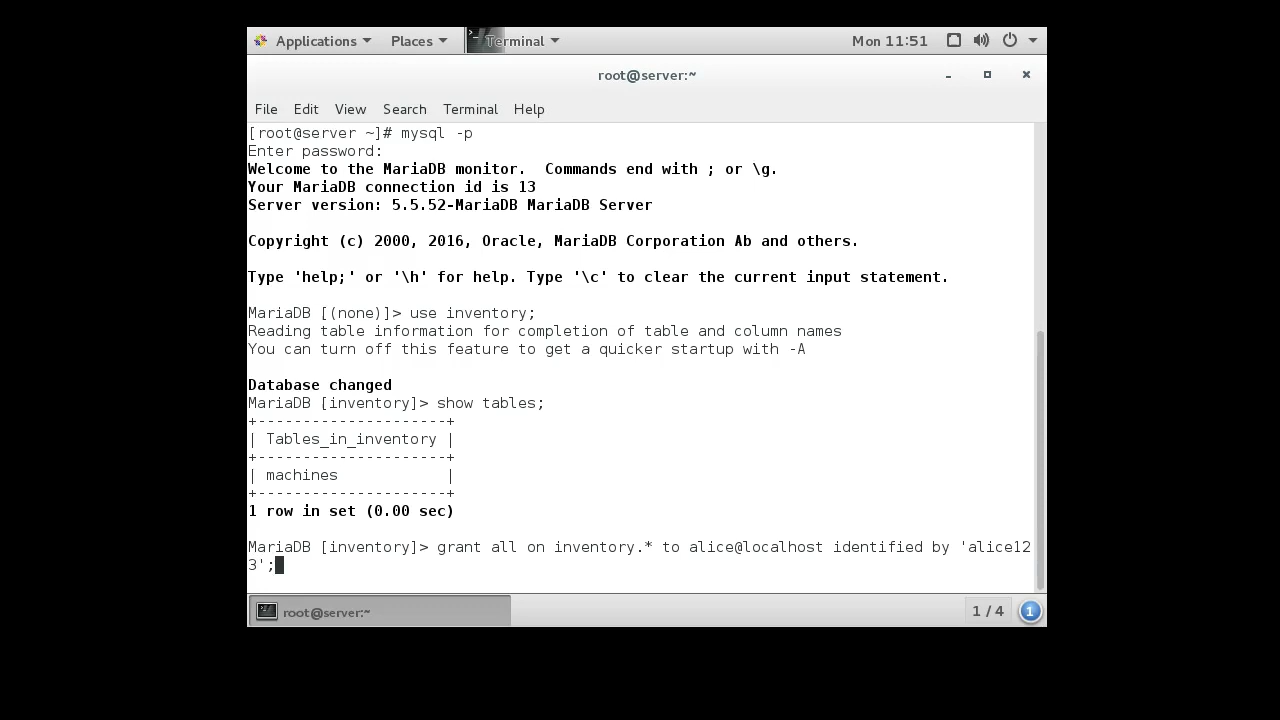 Applications Places Terminal Mon 11:51
root@server:~
File Edit View Search Terminal Help
[root@server ~]# mysql -p
Enter password:
Welcome to the MariaDB monitor.  Commands end with ; or \g.
Your MariaDB connection id is 13
Server version: 5.5.52-MariaDB MariaDB Server
Copyright (c) 2000, 2016, Oracle, MariaDB Corporation Ab and others.
Type 'help;' or '\h' for help. Type '\c' to clear the current input statement.
MariaDB [(none)]> use inventory;
Reading table information for completion of table and column names
You can turn off this feature to get a quicker startup with -A
Database changed
MariaDB [inventory]> show tables;
+---------------------+
| Tables_in_inventory |
+---------------------+
| machines            |
+---------------------+
1 row in set (0.00 sec)
MariaDB [inventory]> grant all on inventory.* to alice@localhost identified by 'alice12
3';
root@server:~ 1 / 4 1